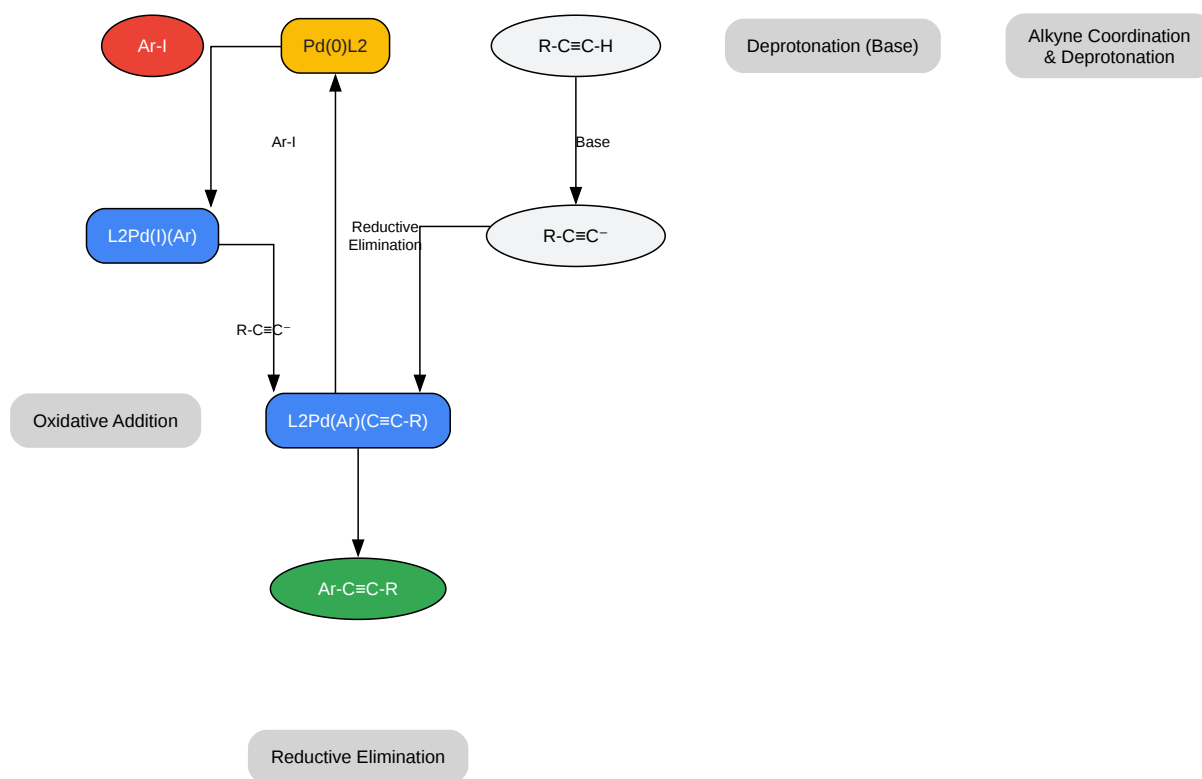 Ar-I
Pd(0)L2
R-C≡C-H
Deprotonation (Base)
Alkyne Coordination
& Deprotonation
Ar-I
Base
L2Pd(I)(Ar)
Reductive
Elimination
R-C≡C⁻
R-C≡C⁻
Oxidative Addition
L2Pd(Ar)(C≡C-R)
Ar-C≡C-R
Reductive Elimination